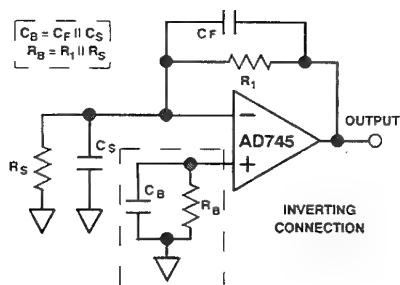 C_B = C_F || C_S
R_B = R_1 || R_S
C_F
R_1
−
AD745
+
OUTPUT
R_S
C_S
C_B
R_B
INVERTING
CONNECTION